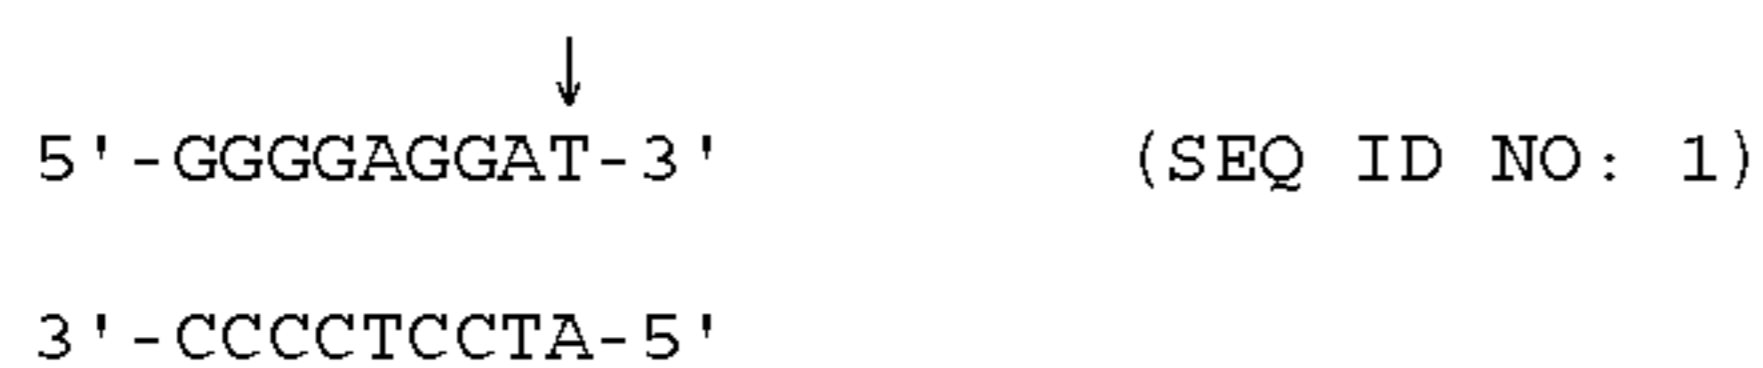 ↓
5'-GGGGAGGAT-3' (SEQ ID NO: 1)
3'-CCCCTCCTA-5'